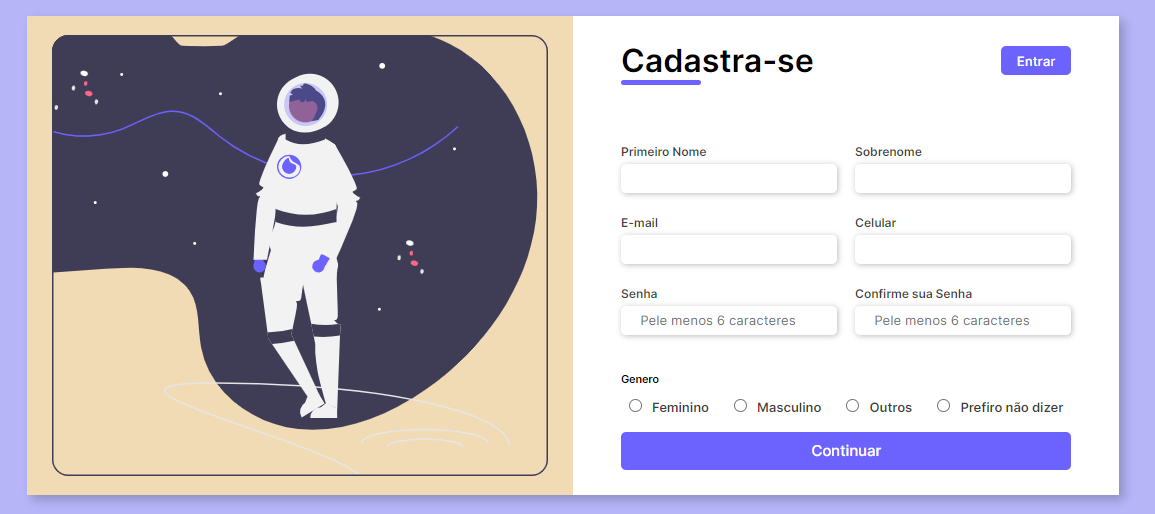 Cadastra-se
Entrar
Primeiro Nome
Sobrenome
E-mail
Celular
Senha
Confirme sua Senha
Pele menos 6 caracteres
Pele menos 6 caracteres
Genero
Feminino
Masculino
Outros
Prefiro não dizer
Continuar